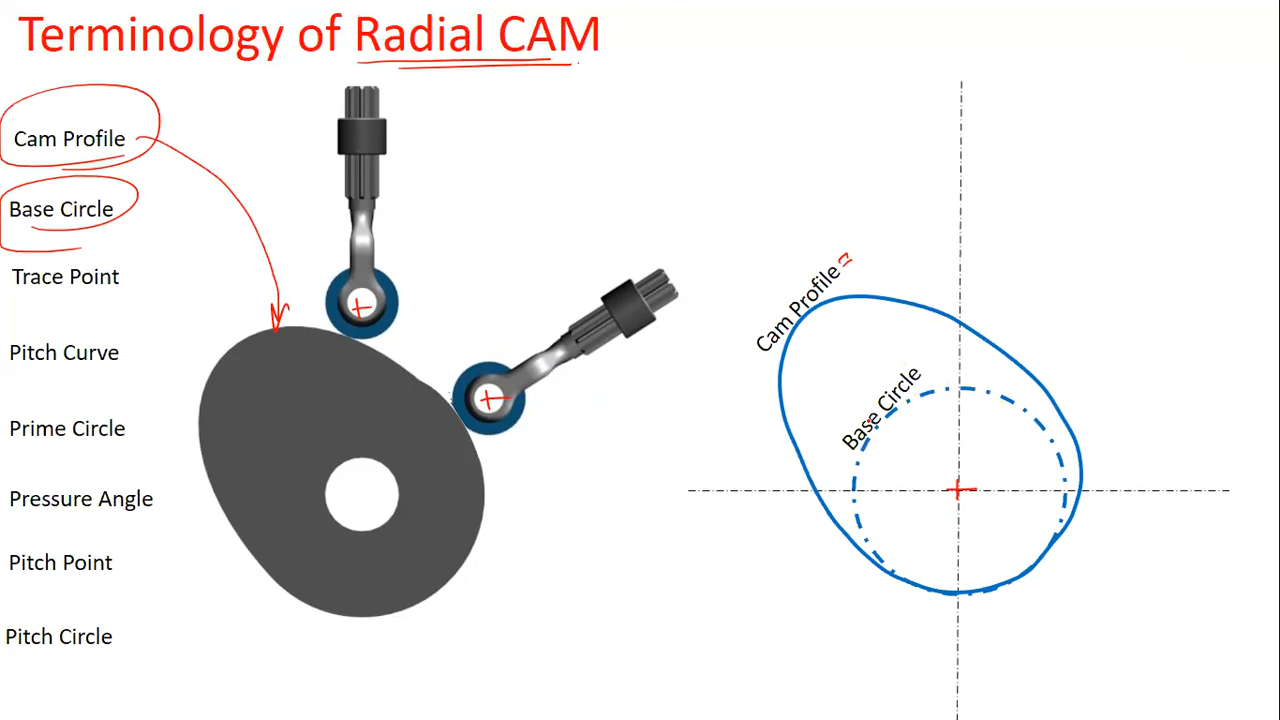 Terminology of Radial CAM
Cam Profile
Base Circle
Trace Point
Pitch Curve
Prime Circle
Pressure Angle
Pitch Point
Pitch Circle
Cam Profile
Base Circle